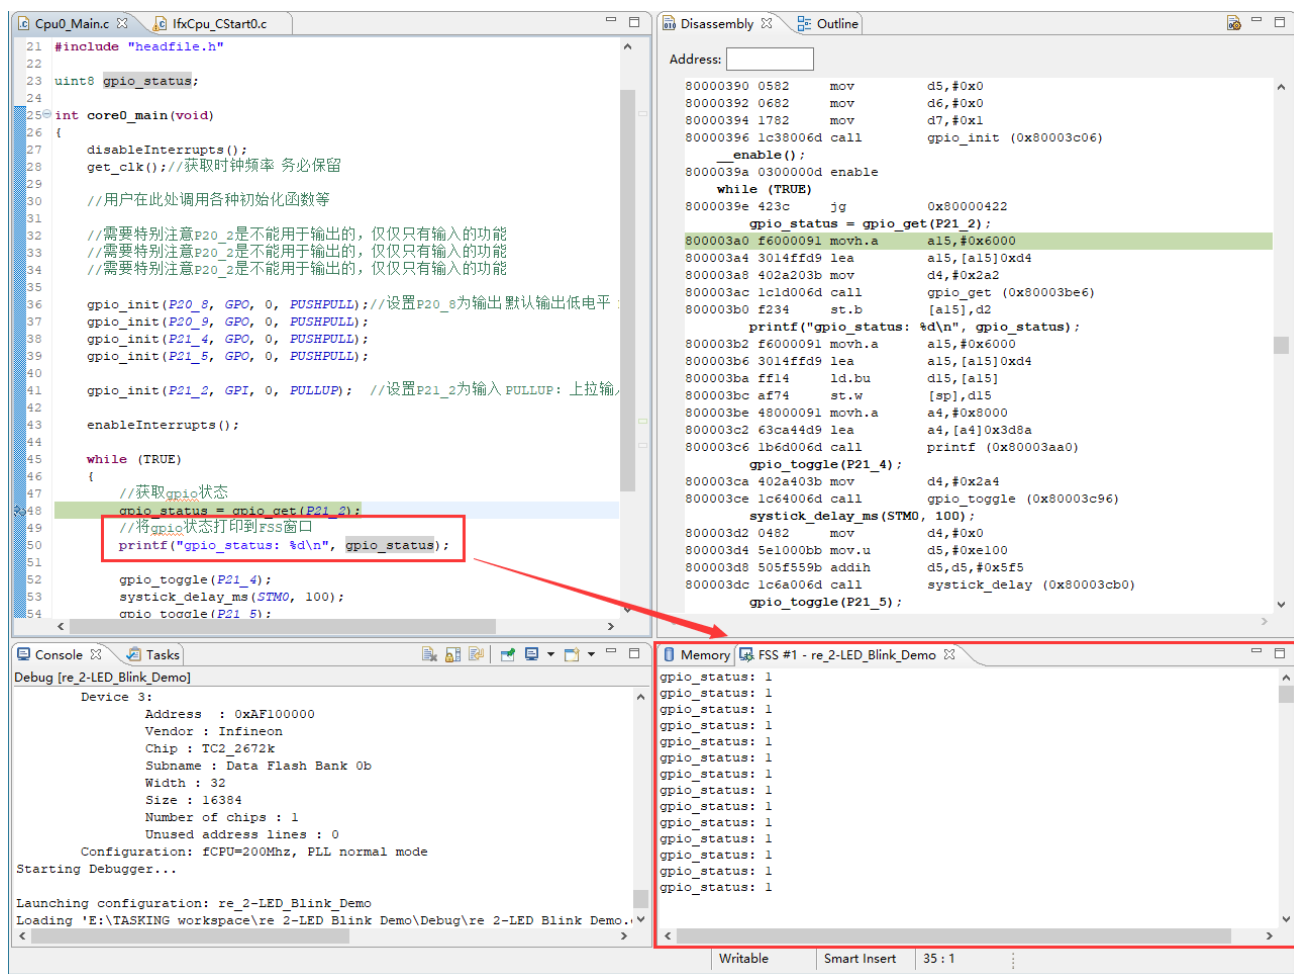 Cpu0_Main.c
IfxCpu_CStart0.c
21 #include "headfile.h"
22
23 uint8 gpio_status;
24
25 int core0_main(void)
26 {
27 disableInterrupts();
28 get_clk();//获取时钟频率 务必保留
29
30 //用户在此处调用各种初始化函数等
31
32 //需要特别注意P20_2是不能用于输出的，仅仅只有输入的功能
33 //需要特别注意P20_2是不能用于输出的，仅仅只有输入的功能
34 //需要特别注意P20_2是不能用于输出的，仅仅只有输入的功能
35
36 gpio_init(P20_8, GPO, 0, PUSHPULL);//设置P20_8为输出 默认输出低电平
37 gpio_init(P20_9, GPO, 0, PUSHPULL);
38 gpio_init(P21_4, GPO, 0, PUSHPULL);
39 gpio_init(P21_5, GPO, 0, PUSHPULL);
40
41 gpio_init(P21_2, GPI, 0, PULLUP); //设置P21_2为输入 PULLUP：上拉输入
42
43 enableInterrupts();
44
45 while (TRUE)
46 {
47 //获取gpio状态
48 gpio_status = gpio_get(P21_2);
49 //将gpio状态打印到FSS窗口
50 printf("gpio_status: %d\n", gpio_status);
51
52 gpio_toggle(P21_4);
53 systick_delay_ms(STM0, 100);
54 gpio_toggle(P21_5);
Disassembly
Outline
Address:
80000390 0582 mov d5,#0x0
80000392 0682 mov d6,#0x0
80000394 1782 mov d7,#0x1
80000396 1c38006d call gpio_init (0x80003c06)
__enable();
8000039a 0300000d enable
while (TRUE)
8000039e 423c jg 0x80000422
gpio_status = gpio_get(P21_2);
800003a0 f6000091 movh.a a15,#0x6000
800003a4 3014ffd9 lea a15,[a15]0xd4
800003a8 402a203b mov d4,#0x2a2
800003ac 1c1d006d call gpio_get (0x80003be6)
800003b0 f234 st.b [a15],d2
printf("gpio_status: %d\n", gpio_status);
800003b2 f6000091 movh.a a15,#0x6000
800003b6 3014ffd9 lea a15,[a15]0xd4
800003ba ff14 ld.bu d15,[a15]
800003bc af74 st.w [sp],d15
800003be 48000091 movh.a a4,#0x8000
800003c2 63ca44d9 lea a4,[a4]0x3d8a
800003c6 1b6d006d call printf (0x80003aa0)
gpio_toggle(P21_4);
800003ca 402a403b mov d4,#0x2a4
800003ce 1c64006d call gpio_toggle (0x80003c96)
systick_delay_ms(STM0, 100);
800003d2 0482 mov d4,#0x0
800003d4 5e1000bb mov.u d5,#0xe100
800003d8 505f559b addih d5,d5,#0x5f5
800003dc 1c6a006d call systick_delay (0x80003cb0)
gpio_toggle(P21_5);
Console
Tasks
Debug [re_2-LED_Blink_Demo]
Device 3:
Address : 0xAF100000
Vendor : Infineon
Chip : TC2_2672k
Subname : Data Flash Bank 0b
Width : 32
Size : 16384
Number of chips : 1
Unused address lines : 0
Configuration: fCPU=200Mhz, PLL normal mode
Starting Debugger...
Launching configuration: re_2-LED_Blink_Demo
Loading 'E:\TASKING workspace\re 2-LED Blink Demo\Debug\re 2-LED Blink Demo.
Memory
FSS #1 - re_2-LED_Blink_Demo
gpio_status: 1
gpio_status: 1
gpio_status: 1
gpio_status: 1
gpio_status: 1
gpio_status: 1
gpio_status: 1
gpio_status: 1
gpio_status: 1
gpio_status: 1
gpio_status: 1
gpio_status: 1
gpio_status: 1
gpio_status: 1
Writable
Smart Insert
35 : 1